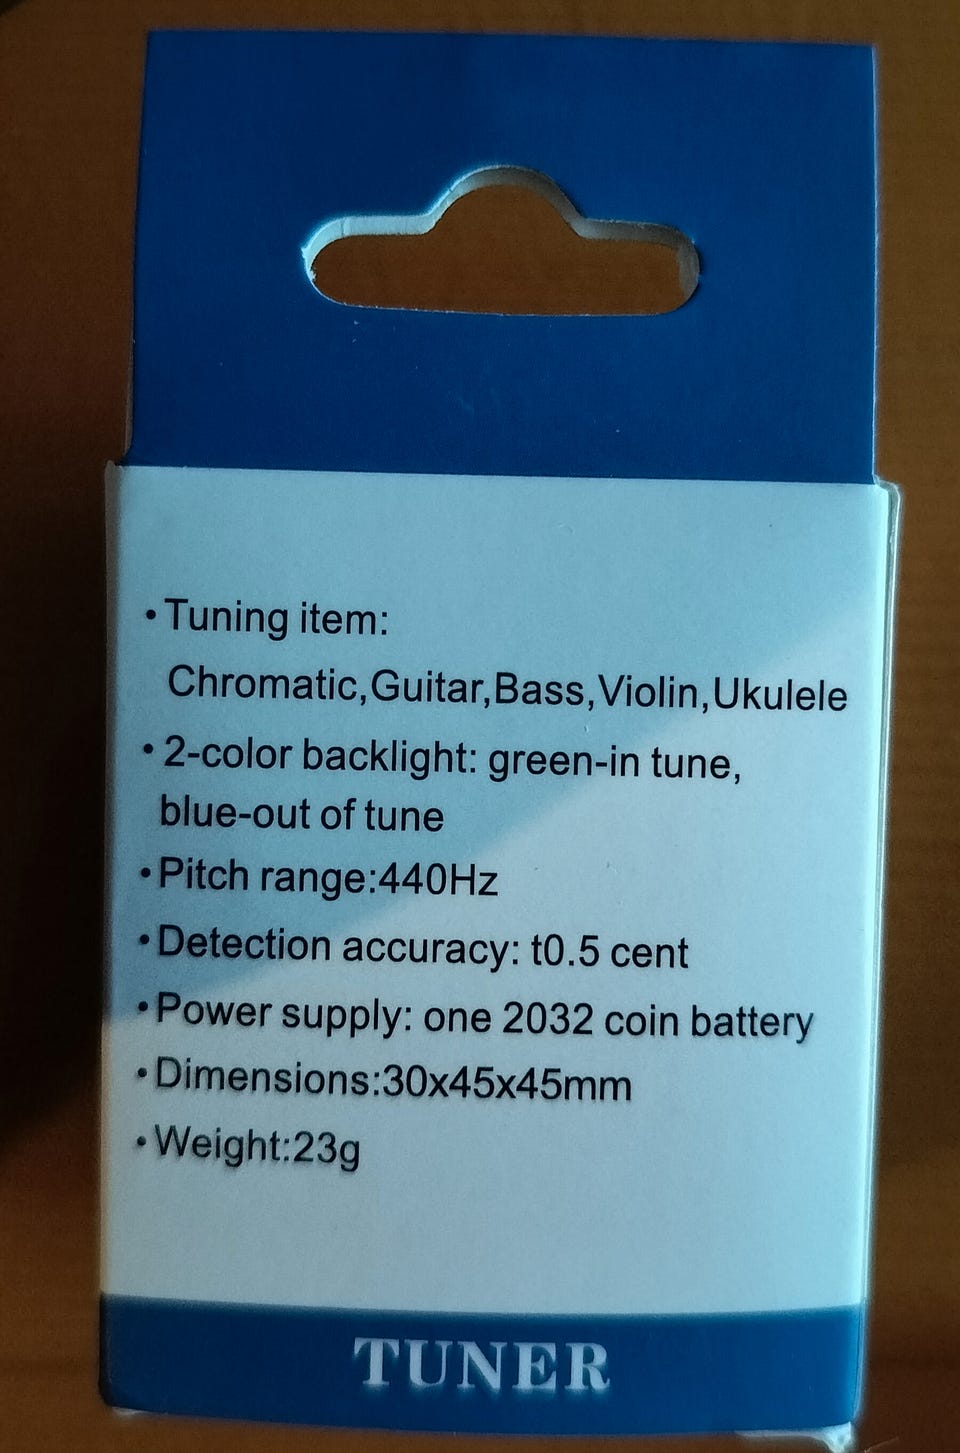 •Tuning item:
Chromatic,Guitar,Bass,Violin,Ukulele
•2-color backlight: green-in tune,
blue-out of tune
•Pitch range:440Hz
•Detection accuracy: t0.5 cent
•Power supply: one 2032 coin battery
•Dimensions:30x45x45mm
•Weight:23g
TUNER